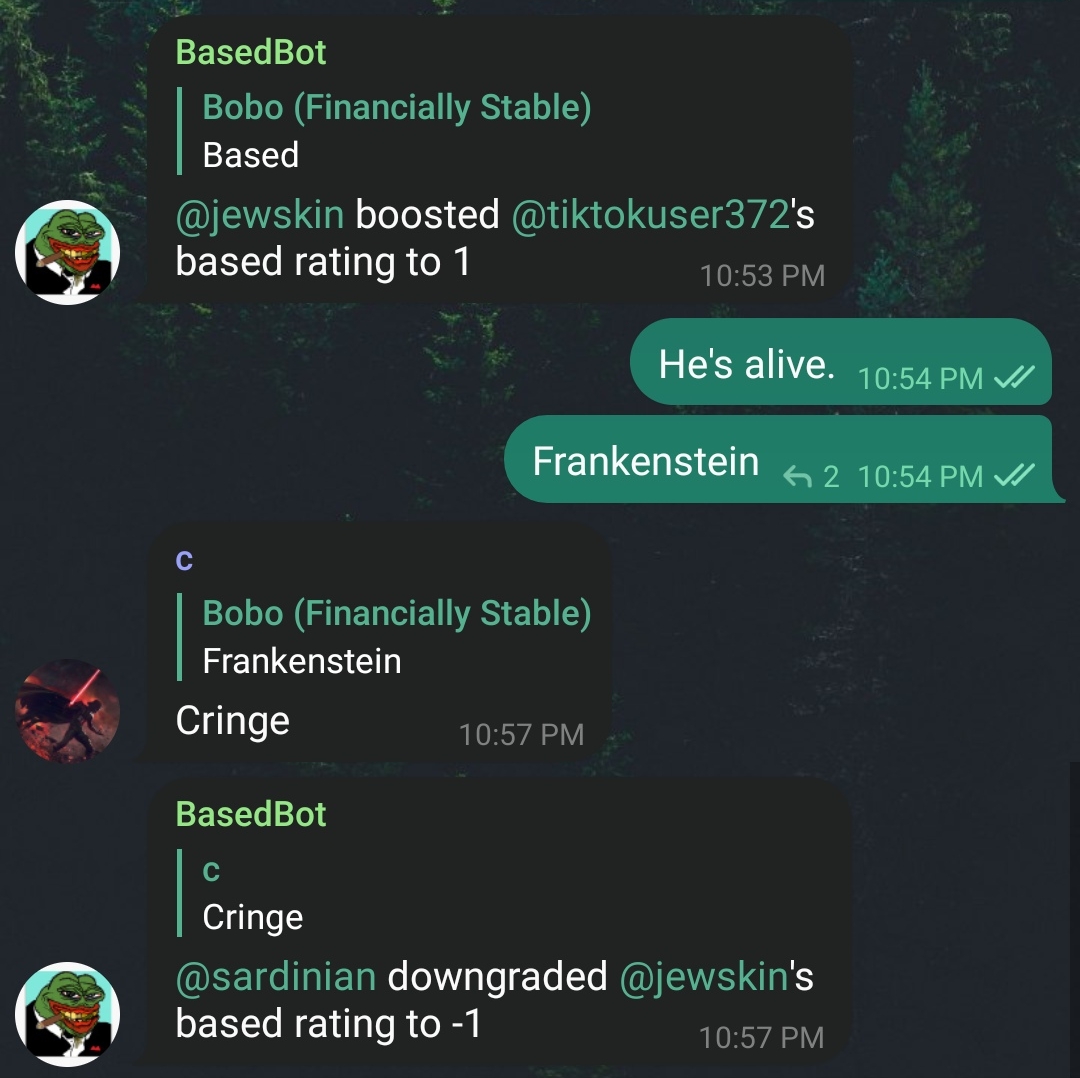 BasedBot
Bobo (Financially Stable)
Based
@jewskin boosted @tiktokuser372's
based rating to 1
10:53 PM
He's alive. 10:54 PM
Frankenstein 2 10:54 PM
C
Bobo (Financially Stable)
Frankenstein
Cringe 10:57 PM
BasedBot
C
Cringe
@sardinian downgraded @jewskin's
based rating to -1
10:57 PM